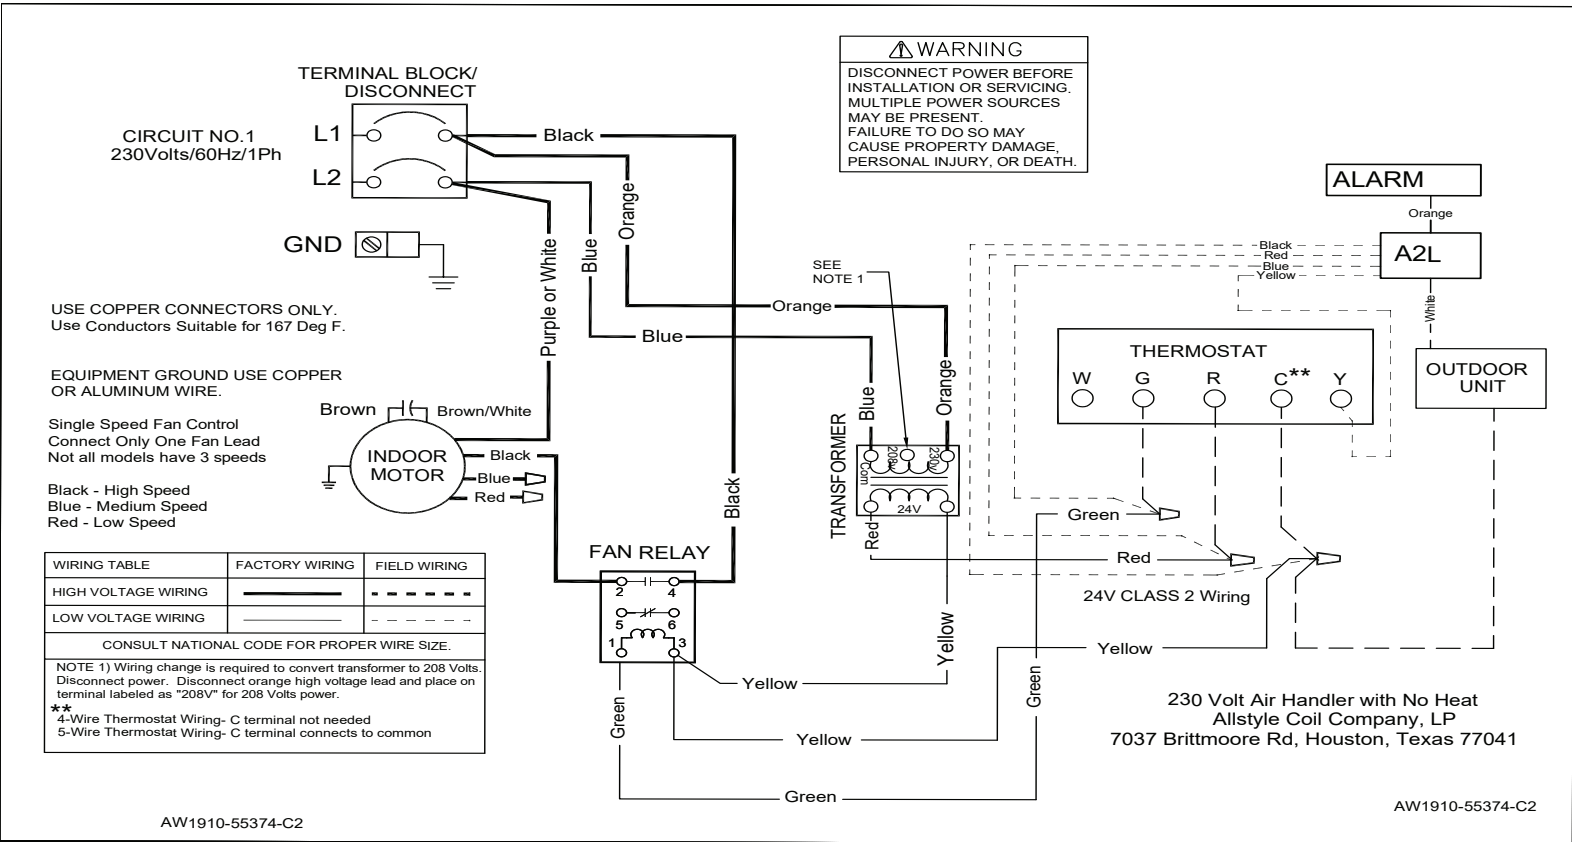 TERMINAL BLOCK/
DISCONNECT
CIRCUIT NO.1
230Volts/60Hz/1Ph
L1
L2
GND
Black
Orange
Blue
Purple or White
WARNING
DISCONNECT POWER BEFORE
INSTALLATION OR SERVICING.
MULTIPLE POWER SOURCES
MAY BE PRESENT.
FAILURE TO DO SO MAY
CAUSE PROPERTY DAMAGE,
PERSONAL INJURY, OR DEATH.
ALARM
Orange
A2L
Black
Red
Blue
Yellow
White
SEE
NOTE 1
Orange
Blue
USE COPPER CONNECTORS ONLY.
Use Conductors Suitable for 167 Deg F.
EQUIPMENT GROUND USE COPPER
OR ALUMINUM WIRE.
Single Speed Fan Control
Connect Only One Fan Lead
Not all models have 3 speeds
Black - High Speed
Blue - Medium Speed
Red - Low Speed
Brown
Brown/White
INDOOR
MOTOR
Black
Blue
Red
Black
THERMOSTAT
W G R C** Y
OUTDOOR
UNIT
TRANSFORMER
Blue
Orange
Com
208v
230v
24V
Red
Yellow
Green
Red
24V CLASS 2 Wiring
Yellow
Green
FAN RELAY
2 4
5 6
1 3
Green
Yellow
Yellow
Green
WIRING TABLE FACTORY WIRING FIELD WIRING
HIGH VOLTAGE WIRING
LOW VOLTAGE WIRING
CONSULT NATIONAL CODE FOR PROPER WIRE SIZE.
NOTE 1) Wiring change is required to convert transformer to 208 Volts.
Disconnect power. Disconnect orange high voltage lead and place on
terminal labeled as "208V" for 208 Volts power.
**
4-Wire Thermostat Wiring- C terminal not needed
5-Wire Thermostat Wiring- C terminal connects to common
230 Volt Air Handler with No Heat
Allstyle Coil Company, LP
7037 Brittmoore Rd, Houston, Texas 77041
AW1910-55374-C2
AW1910-55374-C2